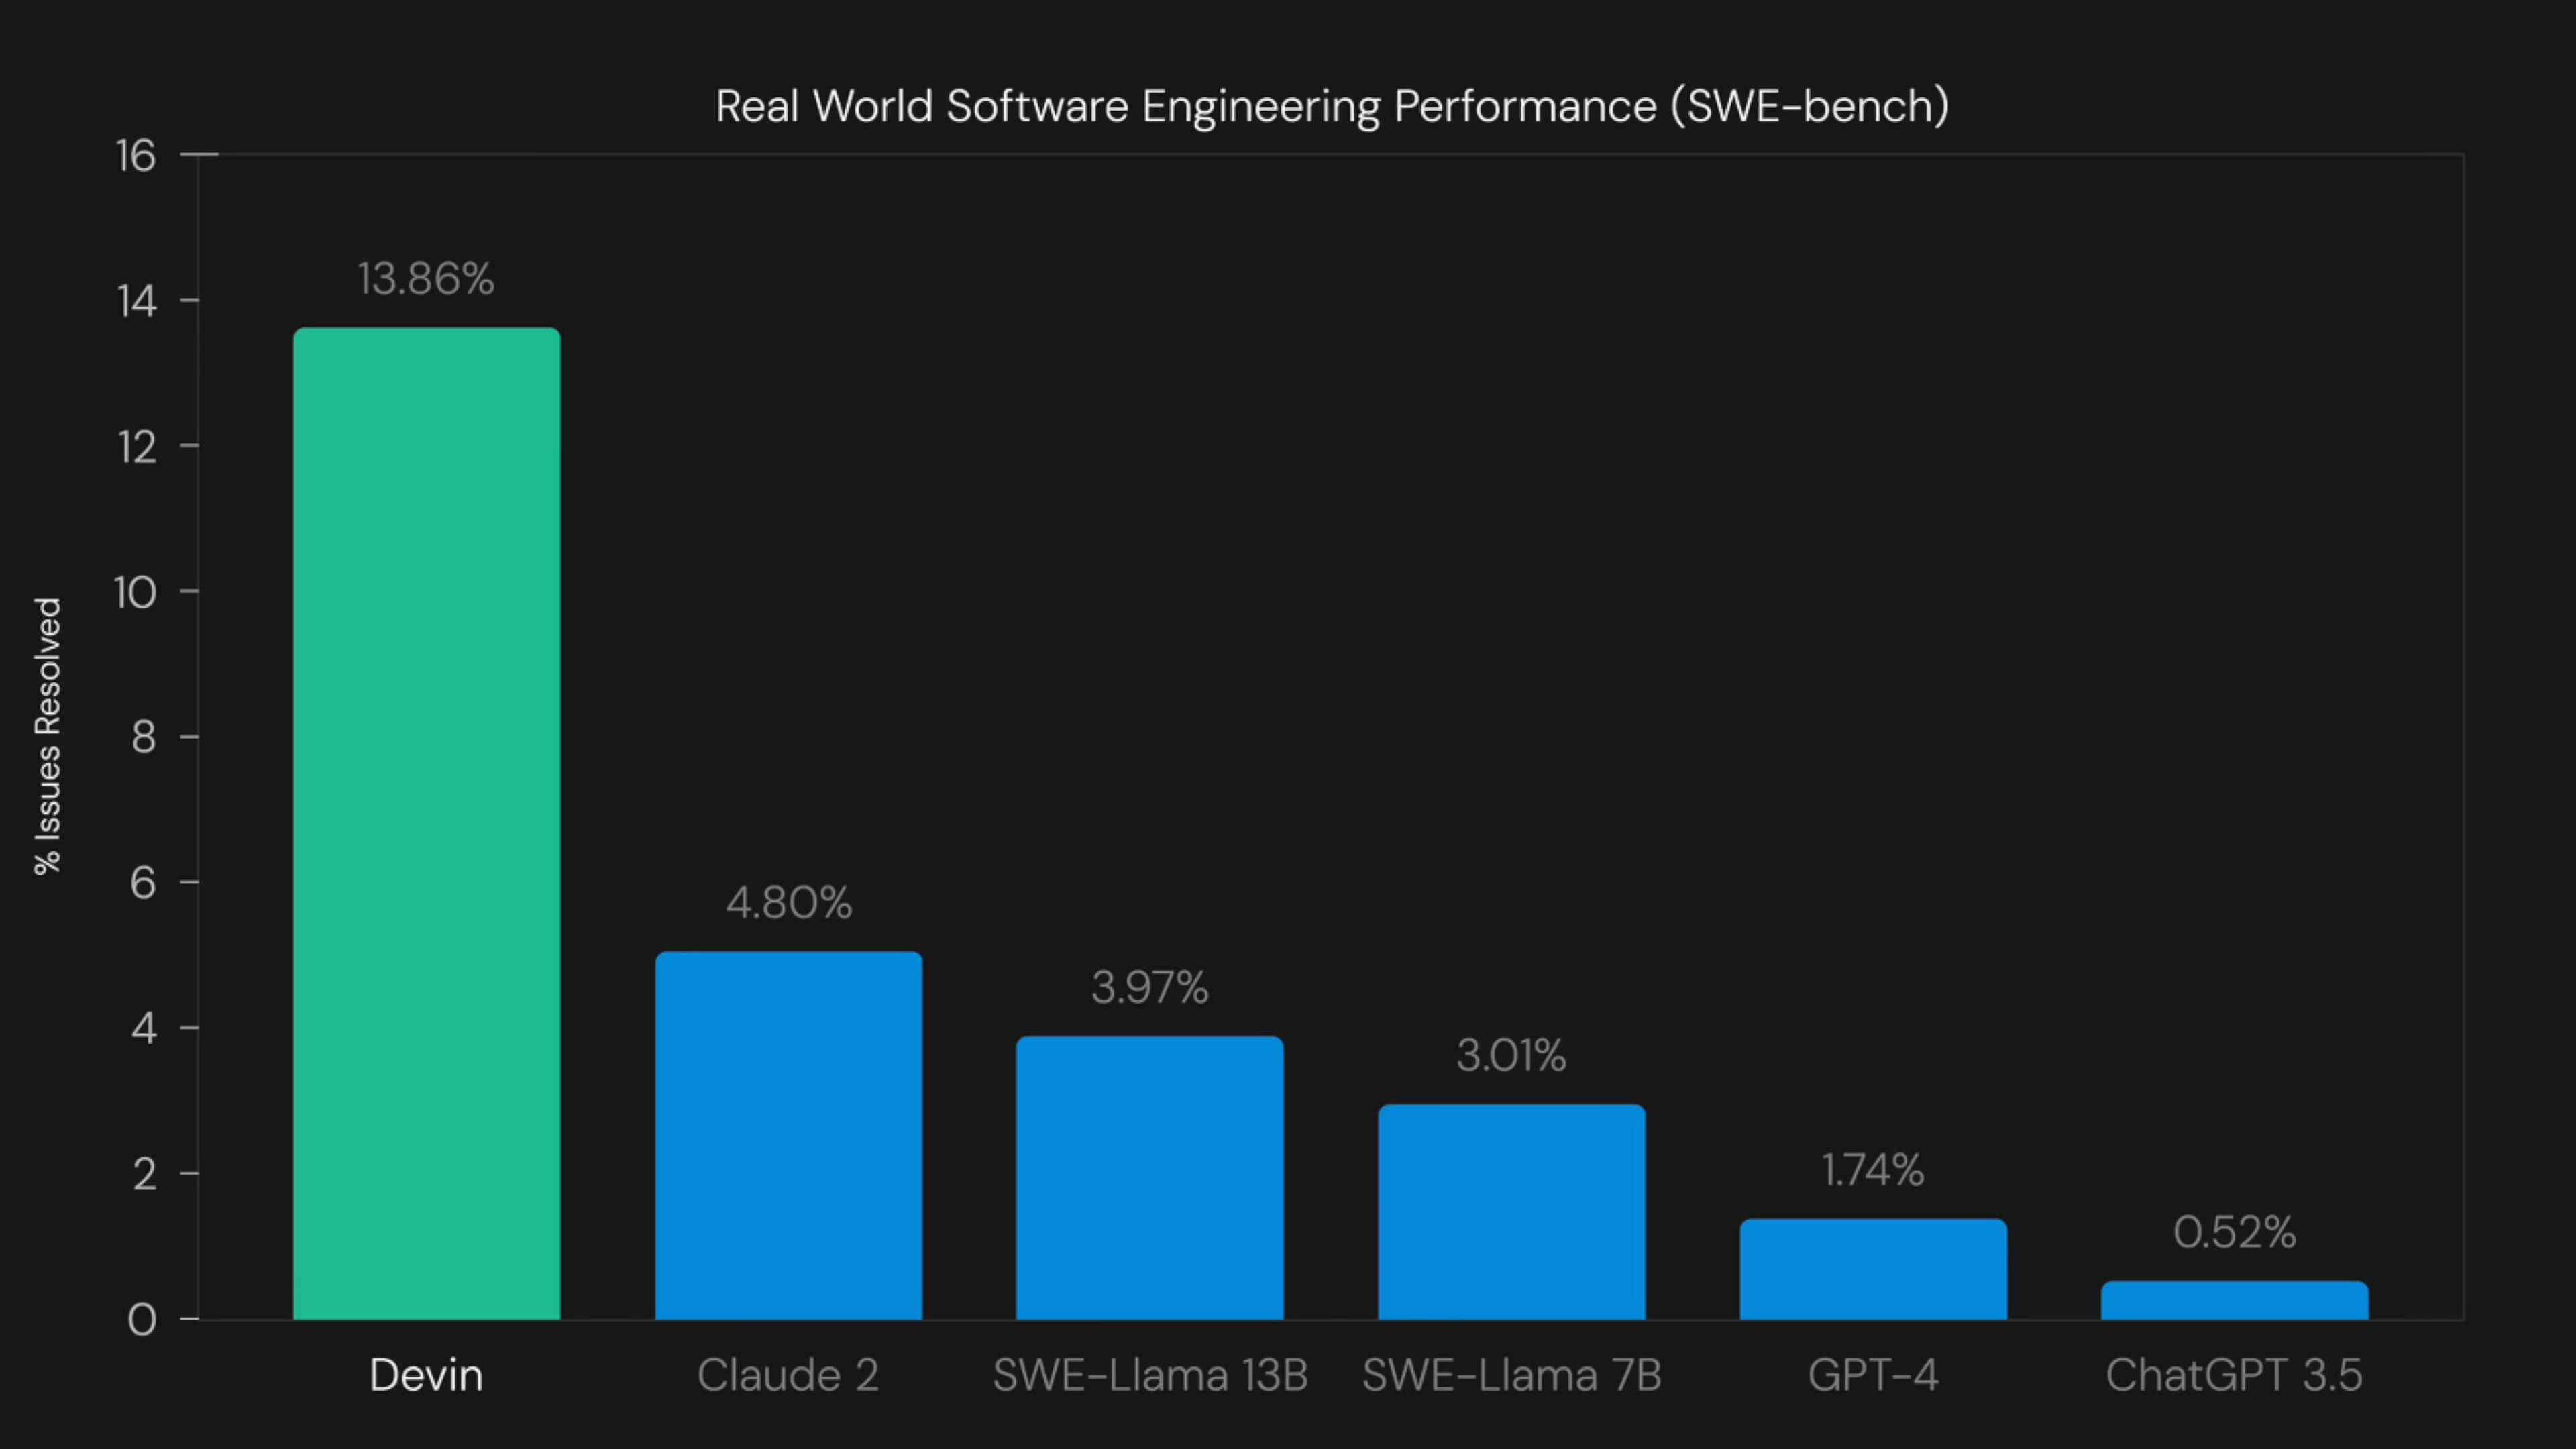 Real World Software Engineering Performance (SWE-bench)
% Issues Resolved
16
14
12
10
8
6
4
2
0
13.86%
4.80%
3.97%
3.01%
1.74%
0.52%
Devin
Claude 2
SWE-Llama 13B
SWE-Llama 7B
GPT-4
ChatGPT 3.5